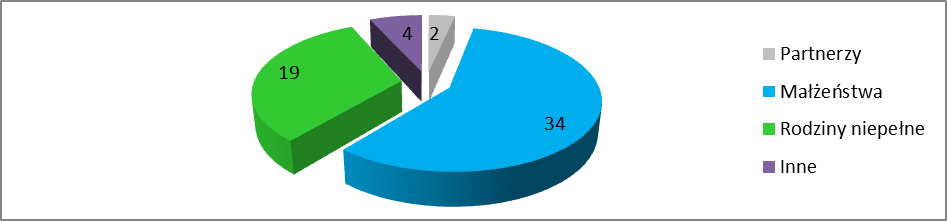 4
2
19
34
Partnerzy
Małżeństwa
Rodziny niepełne
Inne